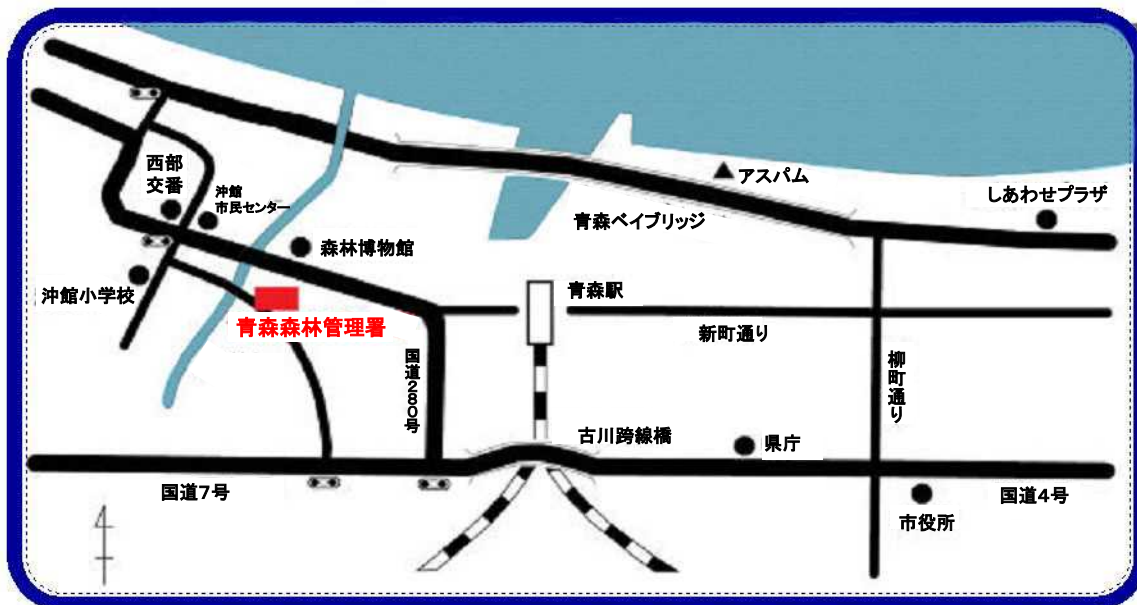 西部
交番
沖館
市民センター
アスパム
しあわせプラザ
青森ベイブリッジ
森林博物館
沖館小学校
青森駅
青森森林管理署
新町通り
国道280号
柳町通り
古川跨線橋
県庁
国道7号
国道4号
市役所